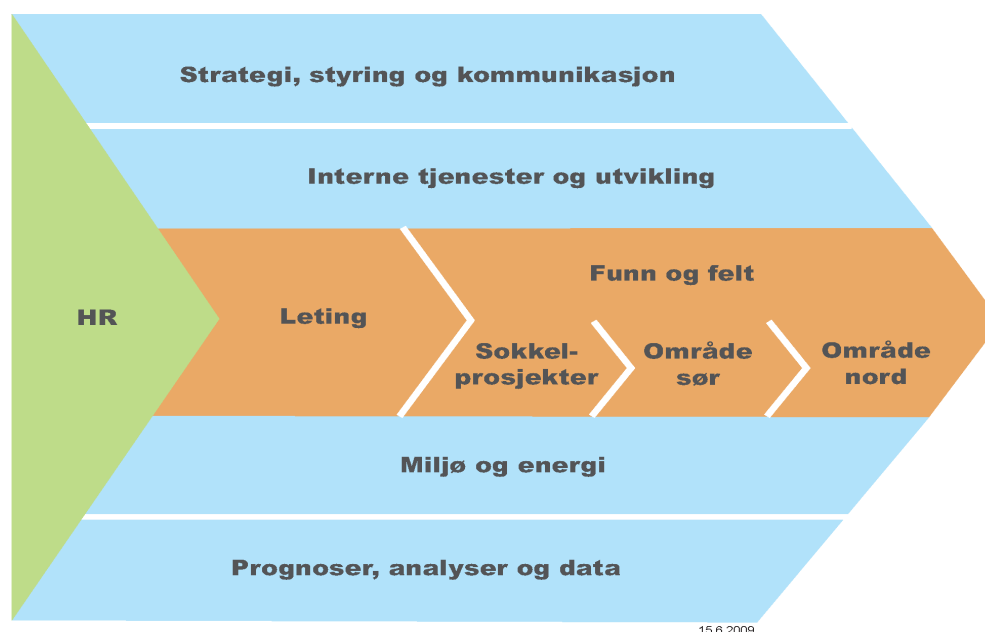 Strategi, styring og kommunikasjon
Interne tjenester og utvikling
Funn og felt
HR
Leting
Sokkel-
prosjekter
Område
sør
Område
nord
Miljø og energi
Prognoser, analyser og data
15.6.2009